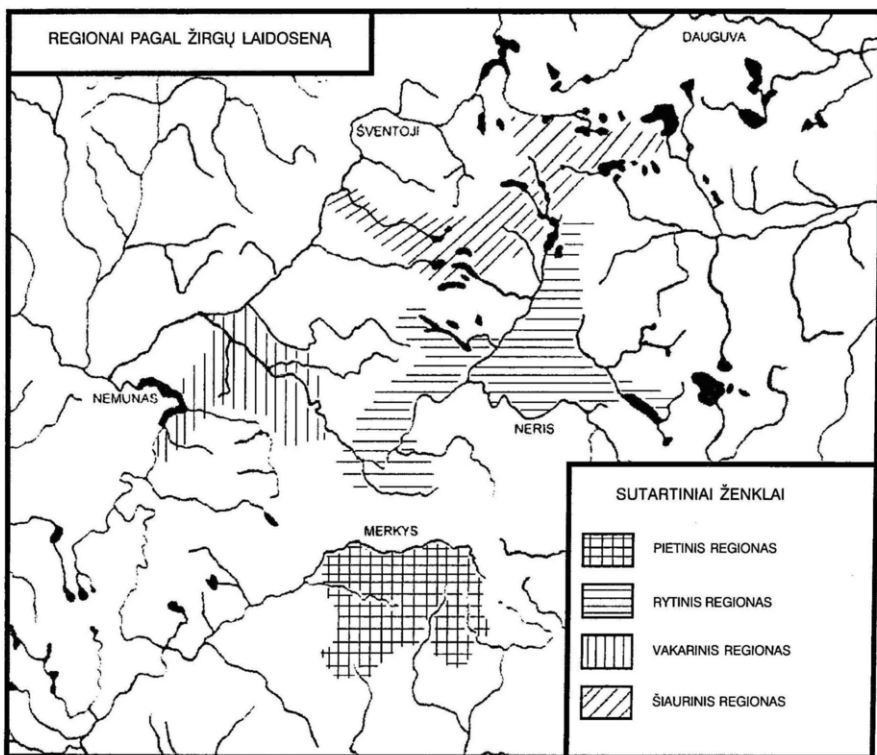 REGIONAI PAGAL ŽIRGŲ LAIDOSENĄ
DAUGUVA
ŠVENTOJI
NEMUNAS
NERIS
MERKYS
SUTARTINIAI ŽENKLAI
PIETINIS REGIONAS
RYTINIS REGIONAS
VAKARINIS REGIONAS
ŠIAURINIS REGIONAS